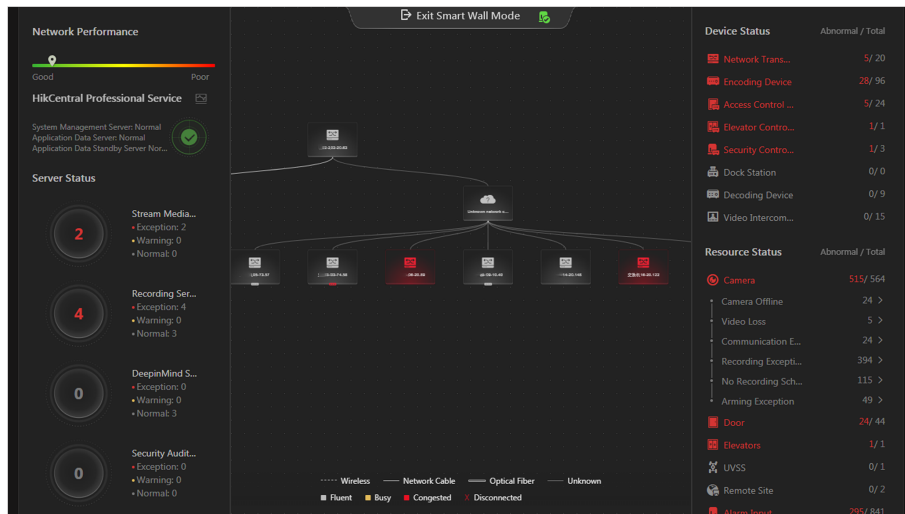 Exit Smart Wall Mode
Network Performance
Good
Poor
HikCentral Professional Service
System Management Server: Normal
Application Data Server: Normal
Application Data Standby Server Nor...
Server Status
2
Stream Media...
Exception: 2
Warning: 0
Normal: 0
4
Recording Ser...
Exception: 4
Warning: 0
Normal: 3
0
DeepinMind S...
Exception: 0
Warning: 0
Normal: 3
0
Security Audit...
Exception: 0
Warning: 0
Normal: 0
Unknown network c...
Wireless
Network Cable
Optical Fiber
Unknown
Fluent
Busy
Congested
X Disconnected
Device Status
Abnormal / Total
Network Trans... 5/ 20
Encoding Device 28/ 96
Access Control ... 5/ 24
Elevator Contro... 1/ 1
Security Contro... 1/ 3
Dock Station 0/ 0
Decoding Device 0/ 9
Video Intercom... 0/ 15
Resource Status
Abnormal / Total
Camera 515/ 564
Camera Offline 24 >
Video Loss 5 >
Communication E... 24 >
Recording Excepti... 394 >
No Recording Sch... 115 >
Arming Exception 49 >
Door 24/ 44
Elevators 1/ 1
UVSS 0/ 1
Remote Site 0/ 2
Alarm Input 295/ 841